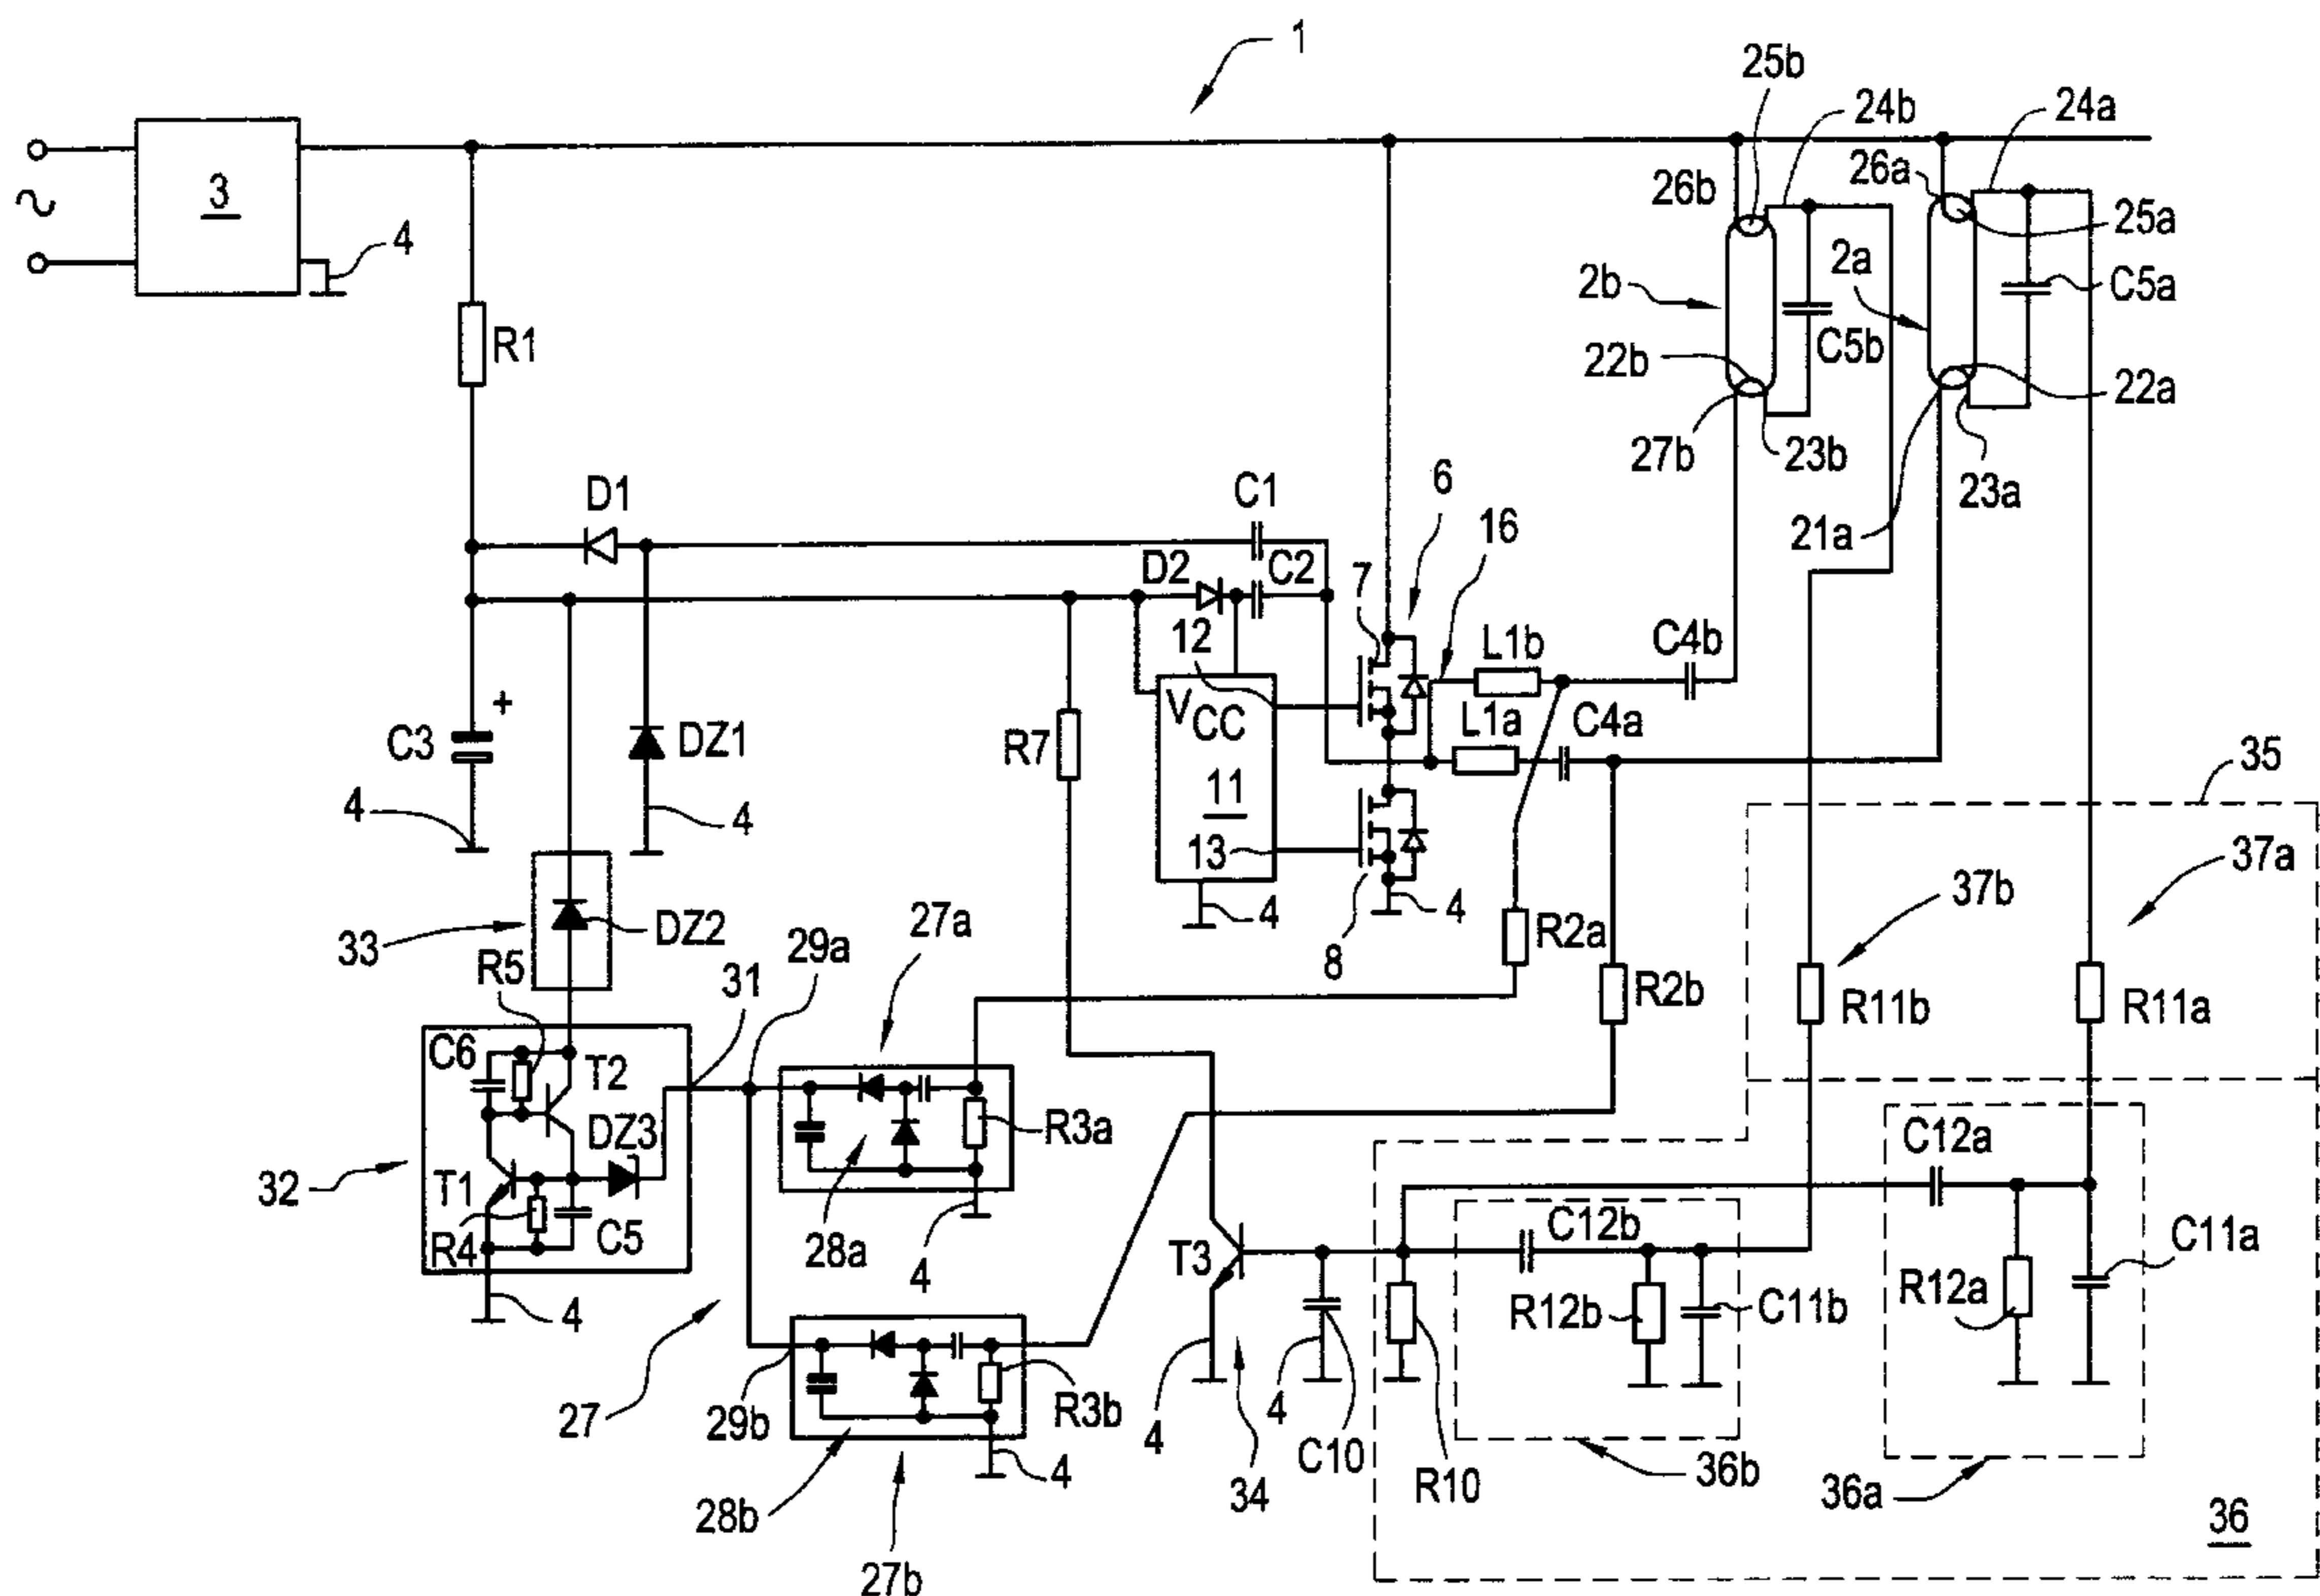 1
25b
24b
24a
3
4
26b
26a
25a
2b
2a
C5a
R1
C5b
22b
22a
27b
23b
23a
21a
D1
C1
6
16
D2
C2
7
12
L1b
C4b
+
VCC
C3
DZ1
R7
L1a
C4a
35
11
4
4
13
37a
37b
4
4
27a
33
DZ2
8
R2a
R5
29a
31
R2b
R11b
R11a
C6
T2
DZ3
R3a
C12a
32
T1
R4
C5
28a
C12b
T3
C11a
4
4
R12b
C11b
R12a
27
29b
R3b
4
4
4
C10
R10
36b
34
36a
28b
36
27b